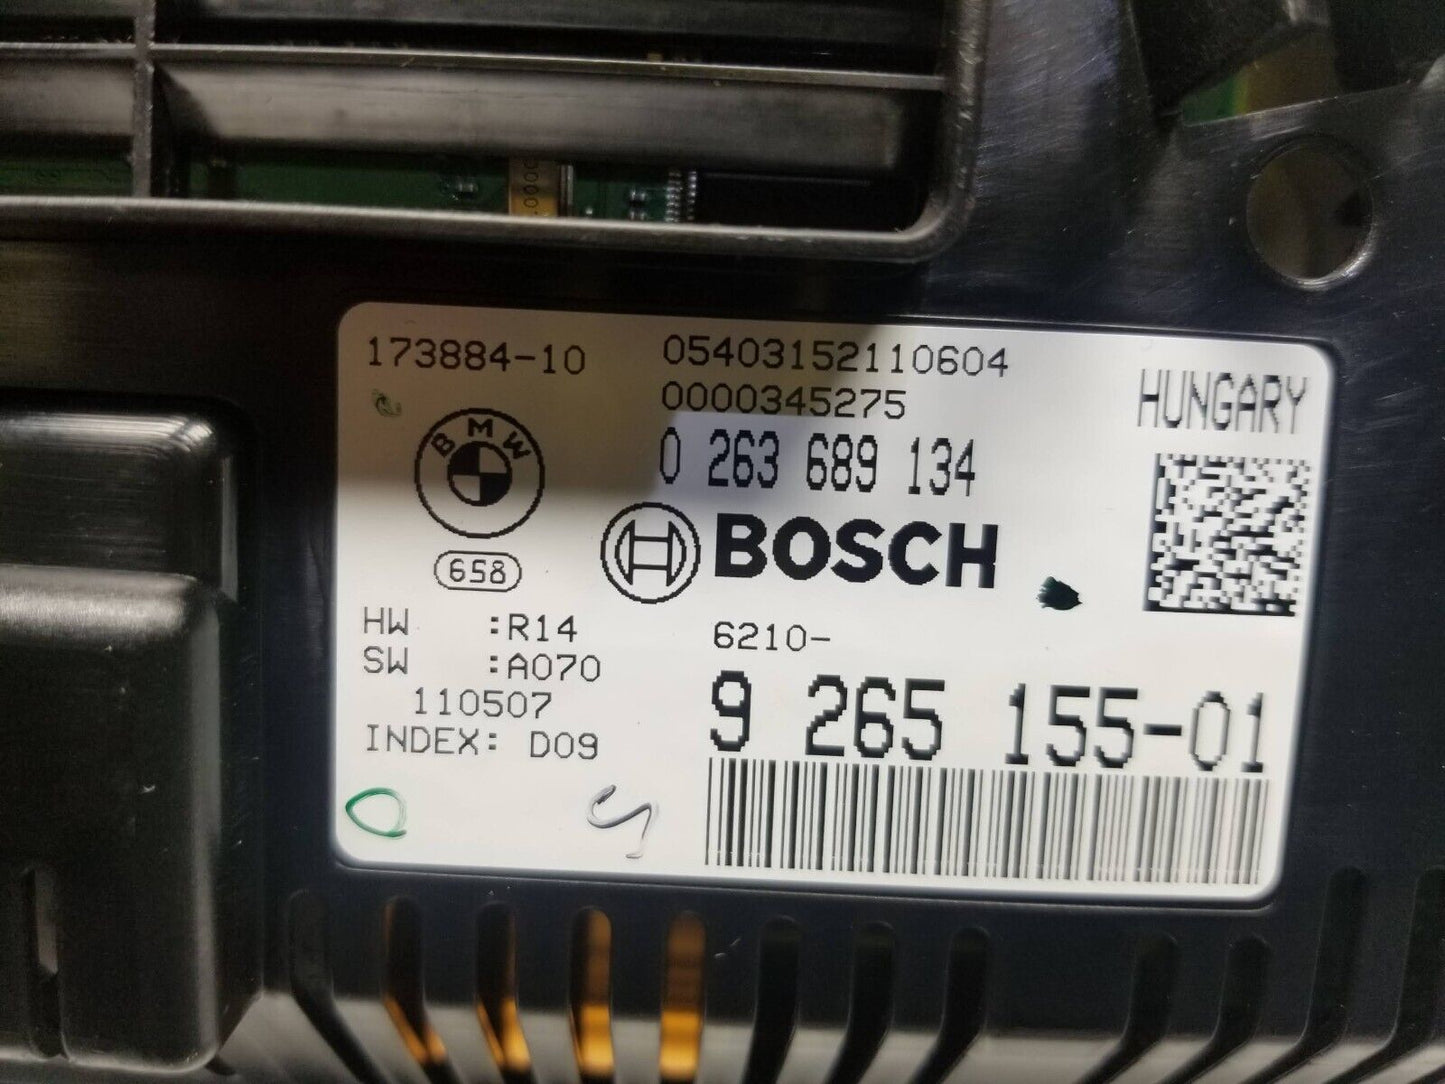 173884-10
05403152110604
0000345275
HUNGARY
BMW
0 263 689 134
BOSCH
658
HW :R14
SW :A070
110507
INDEX: D09
6210-
9 265 155-01